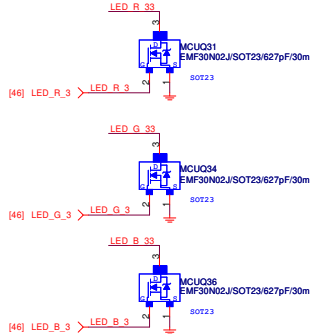 LED_R_33
3
MCUQ31
EMF30N02J/SOT23/627pF/30m
D
G
S
SOT23
[46] LED_R_3
LED_R_3
2
1
LED_G_33
3
MCUQ34
EMF30N02J/SOT23/627pF/30m
D
G
S
SOT23
[46] LED_G_3
LED_G_3
2
1
LED_B_33
3
MCUQ36
EMF30N02J/SOT23/627pF/30m
D
G
S
SOT23
[46] LED_B_3
LED_B_3
2
1